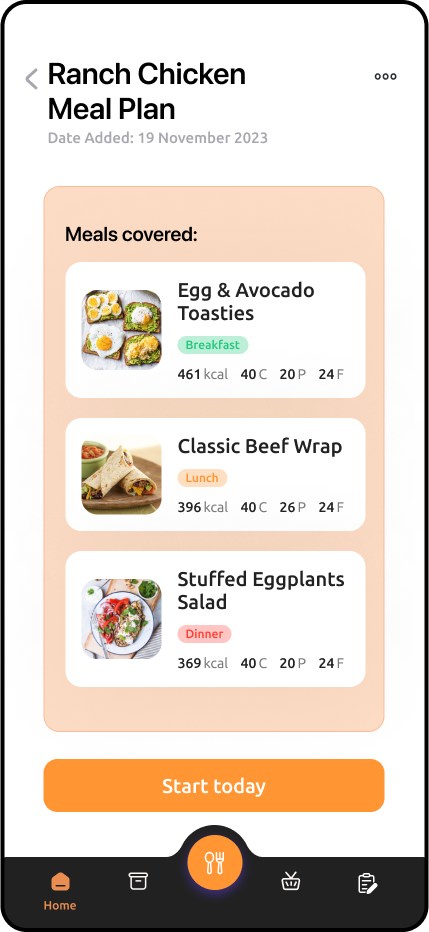 Ranch Chicken
Meal Plan
Date Added: 19 November 2023
Meals covered:
Egg & Avocado
Toasties
Breakfast
461 kcal 40 C 20 P 24 F
Classic Beef Wrap
Lunch
396 kcal 40 C 26 P 24 F
Stuffed Eggplants
Salad
Dinner
369 kcal 40 C 20 P 24 F
Start today
Home